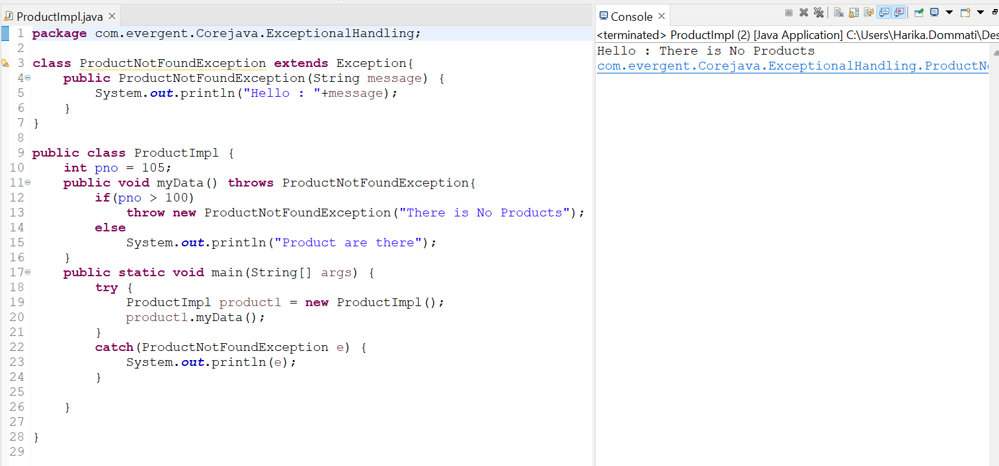 ProductImpl.java
1 package com.evergent.Corejava.ExceptionalHandling;
2
3 class ProductNotFoundException extends Exception{
4 public ProductNotFoundException(String message) {
5 System.out.println("Hello : "+message);
6 }
7 }
8
9 public class ProductImpl {
10 int pno = 105;
11 public void myData() throws ProductNotFoundException{
12 if(pno > 100)
13 throw new ProductNotFoundException("There is No Products");
14 else
15 System.out.println("Product are there");
16 }
17 public static void main(String[] args) {
18 try {
19 ProductImpl product1 = new ProductImpl();
20 product1.myData();
21 }
22 catch(ProductNotFoundException e) {
23 System.out.println(e);
24 }
25
26 }
27
28 }
29
Console
<terminated> ProductImpl (2) [Java Application] C:\Users\Harika.Dommati\Des
Hello : There is No Products
com.evergent.Corejava.ExceptionalHandling.ProductN